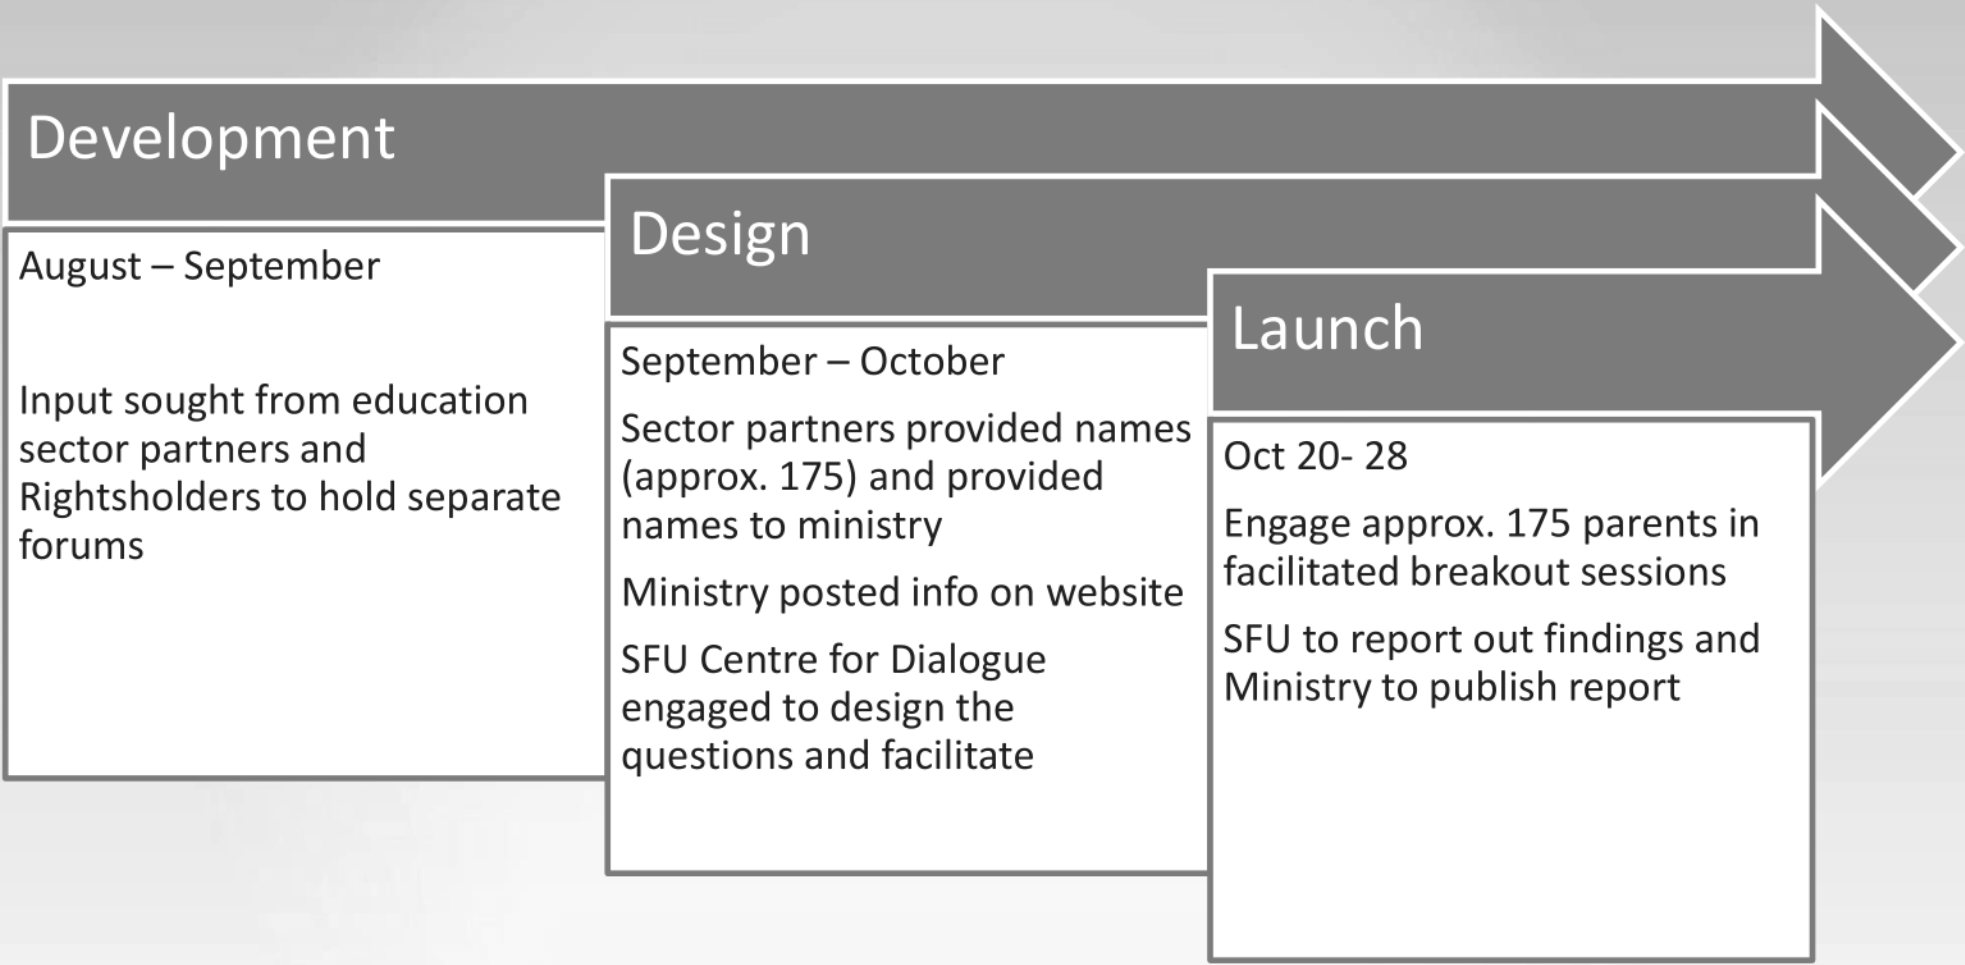 Development
August – September
Input sought from education
sector partners and
Rightsholders to hold separate
forums
Design
September – October
Sector partners provided names
(approx. 175) and provided
names to ministry
Ministry posted info on website
SFU Centre for Dialogue
engaged to design the
questions and facilitate
Launch
Oct 20- 28
Engage approx. 175 parents in
facilitated breakout sessions
SFU to report out findings and
Ministry to publish report